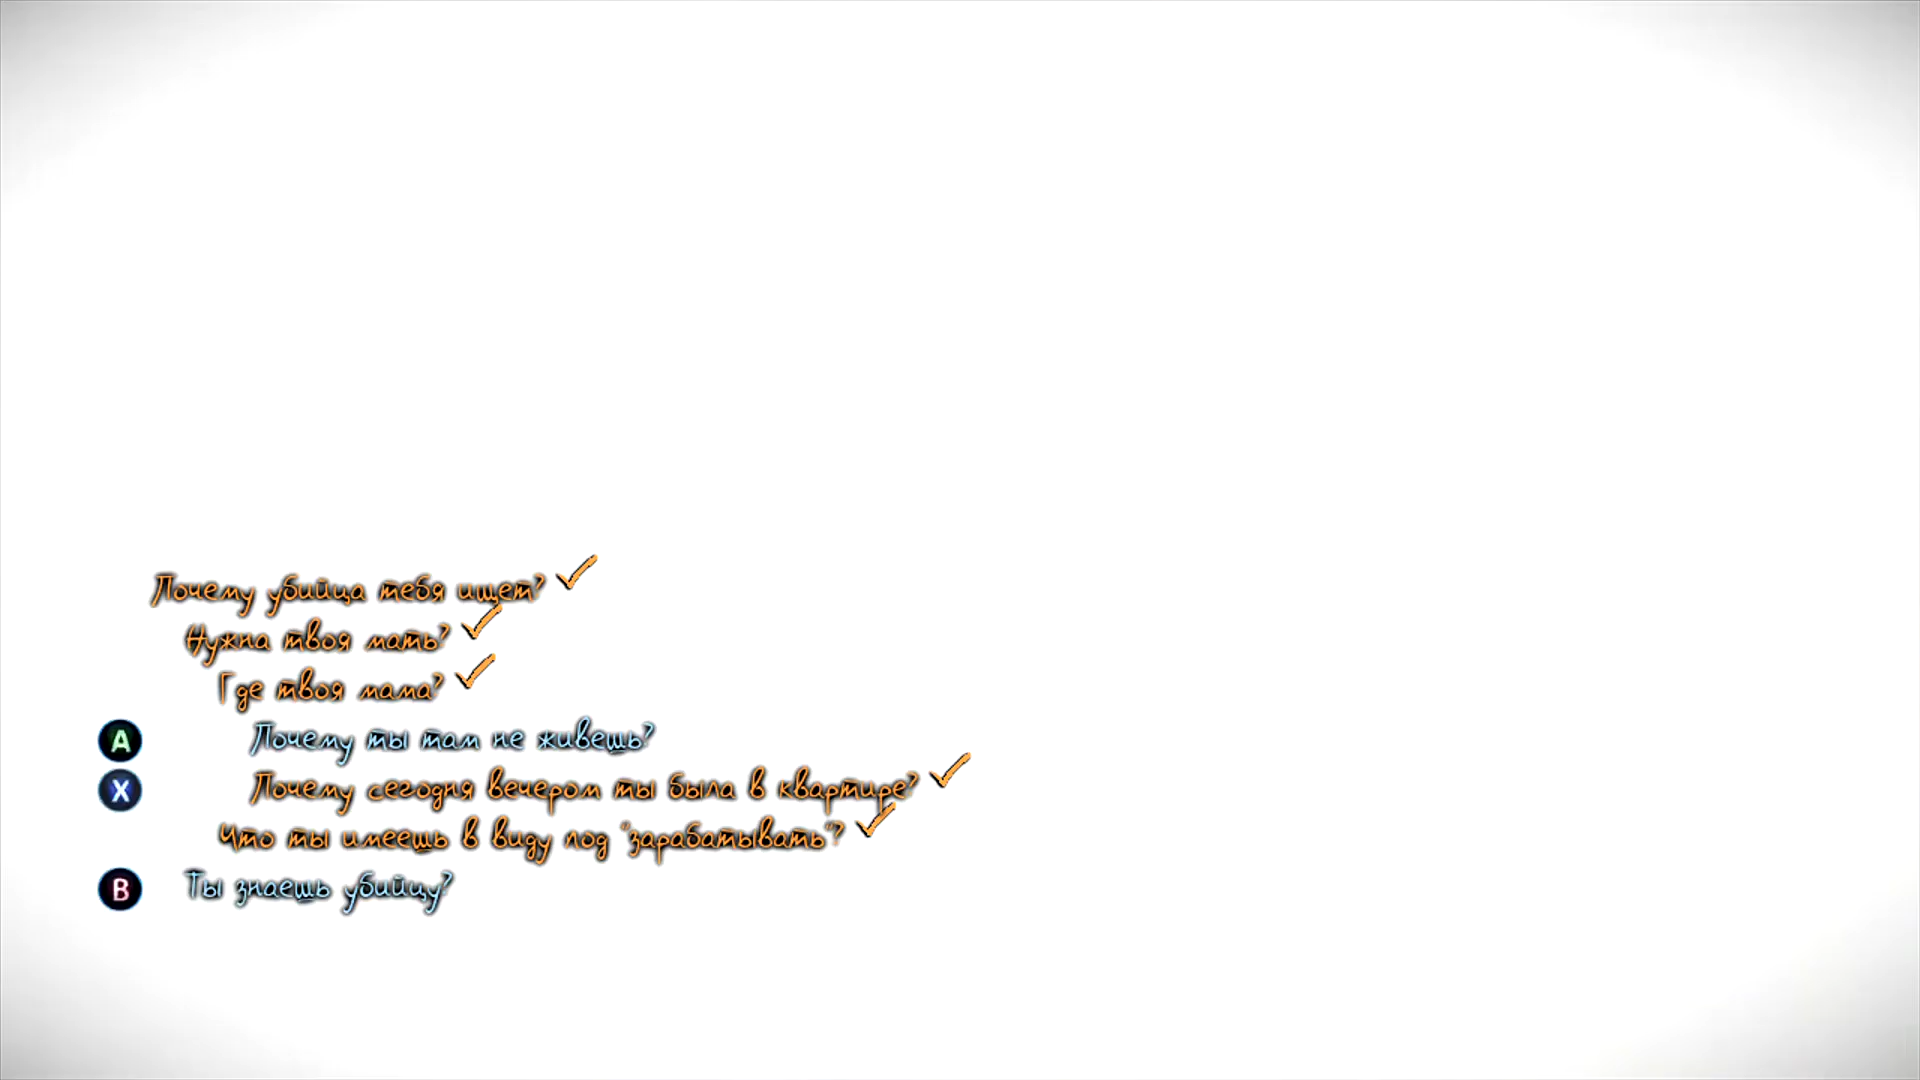 Почему убийца тебя ищет?
Нужна твоя мать?
Где твоя мама?
A Почему ты там не живешь?
X Почему сегодня вечером ты была в квартире?
Что ты имеешь в виду под "зарабатывать"?
B Ты знаешь убийцу?